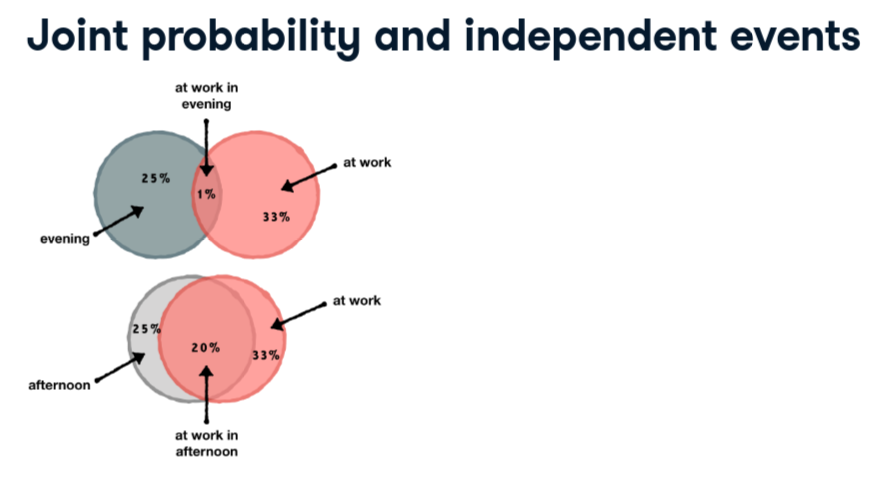 Joint probability and independent events
at work in
evening
25%
1%
at work
33%
evening
at work
25%
20%
33%
afternoon
at work in
afternoon